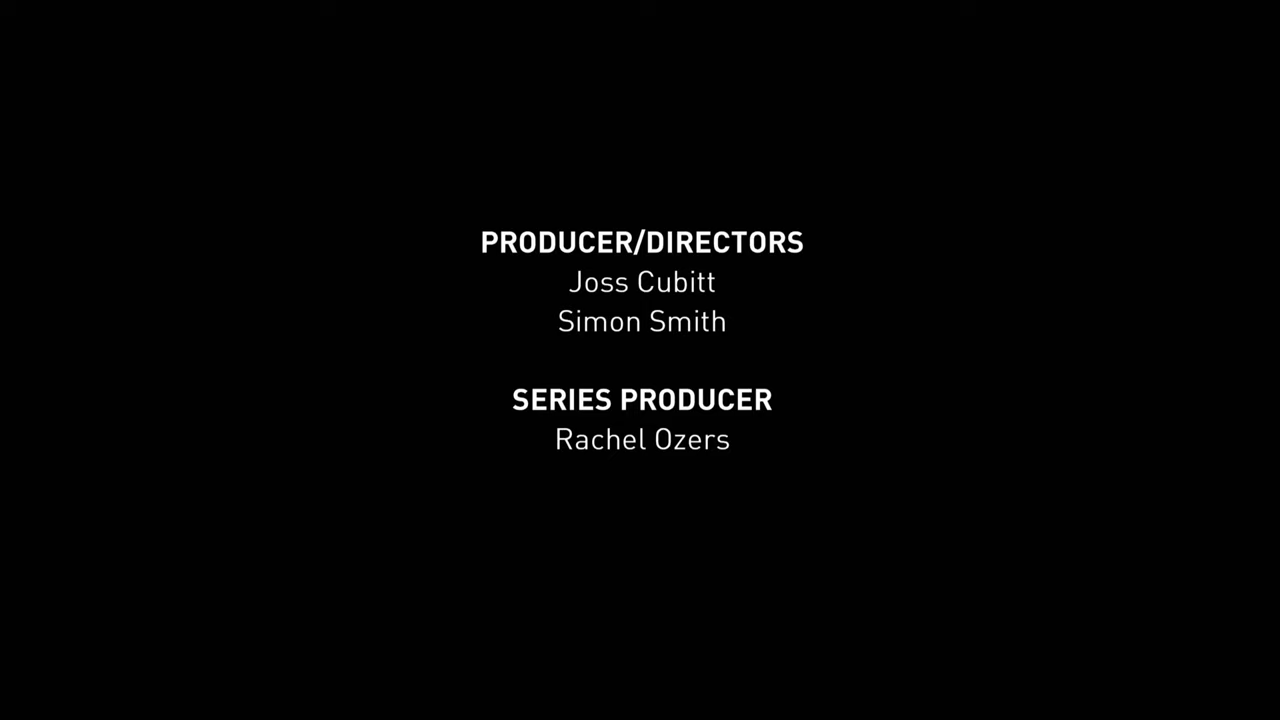 PRODUCER/DIRECTORS
Joss Cubitt
Simon Smith
SERIES PRODUCER
Rachel Ozers